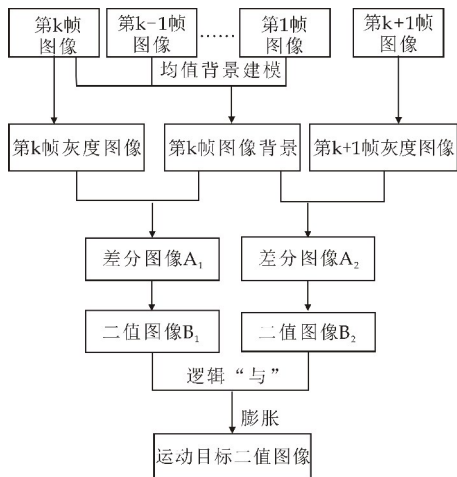 第k帧 第k-1帧 …… 第1帧 第k+1帧
图像 图像 图像 图像
均值背景建模
第k帧灰度图像 第k帧图像背景 第k+1帧灰度图像
差分图像A₁ 差分图像A₂
二值图像B₁ 二值图像B₂
逻辑“与”
膨胀
运动目标二值图像